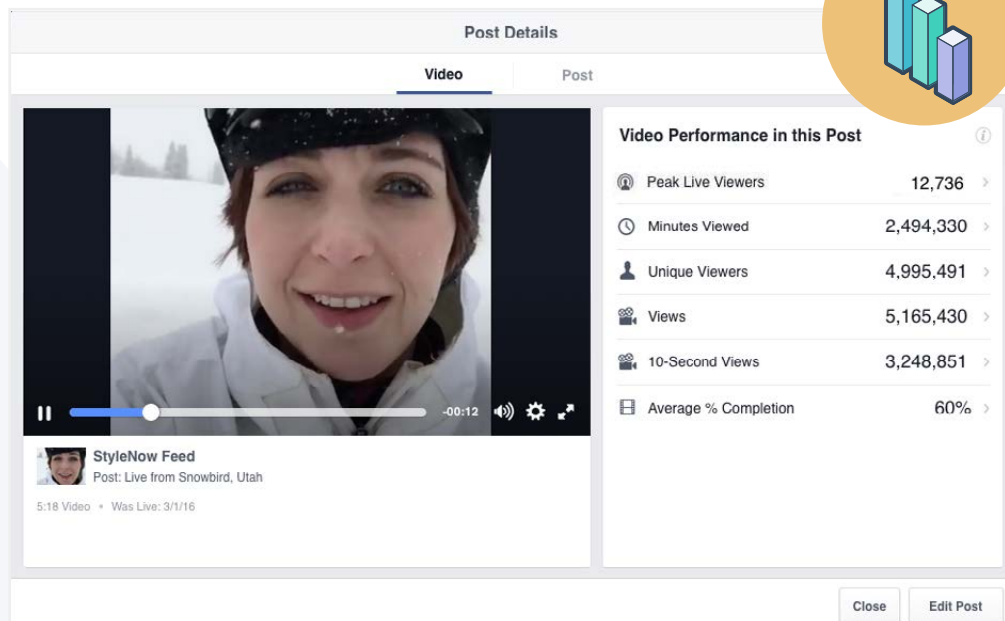 Post Details
Video Post
Video Performance in this Post
Peak Live Viewers 12,736
Minutes Viewed 2,494,330
Unique Viewers 4,995,491
Views 5,165,430
10-Second Views 3,248,851
Average % Completion 60%
-00:12
StyleNow Feed
Post: Live from Snowbird, Utah
5:18 Video • Was Live: 3/1/16
Close Edit Post